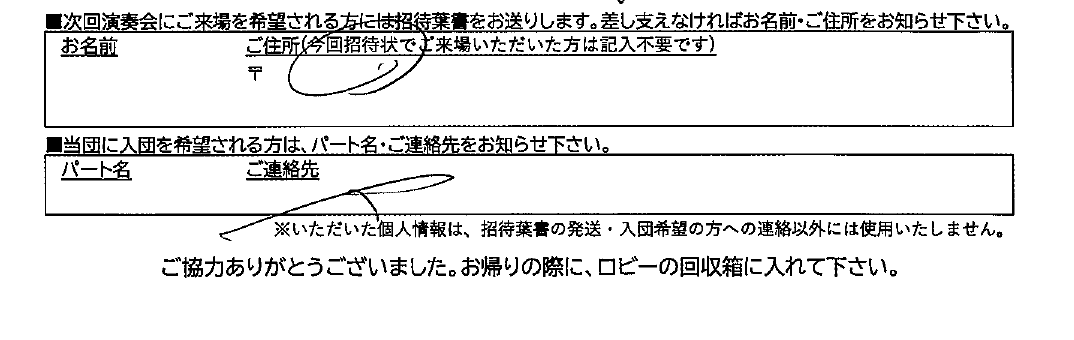 ■次回演奏会にご来場を希望される方には招待葉書をお送りします。差し支えなければお名前・ご住所をお知らせ下さい。
お名前 ご住所(今回招待状でご来場いただいた方は記入不要です)
〒
■当団に入団を希望される方は、パート名・ご連絡先をお知らせ下さい。
パート名 ご連絡先
※いただいた個人情報は、招待葉書の発送・入団希望の方への連絡以外には使用いたしません。
ご協力ありがとうございました。お帰りの際に、ロビーの回収箱に入れて下さい。